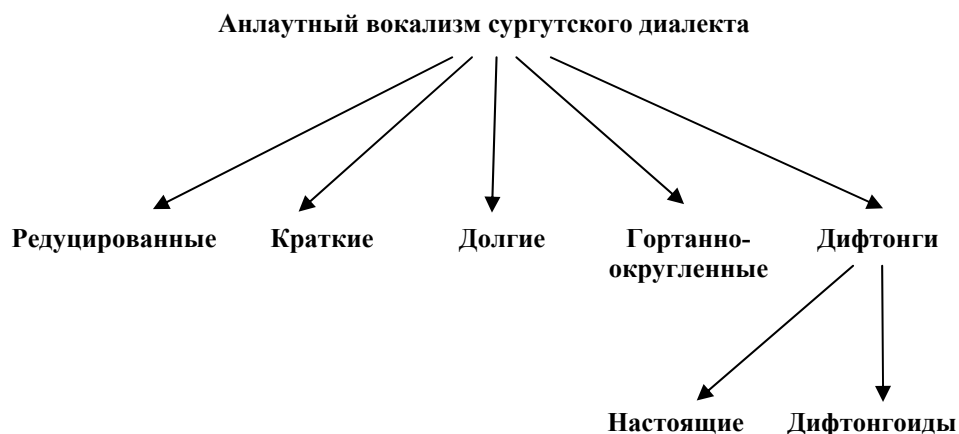 Анлаутный вокализм сургутского диалекта
Редуцированные Краткие Долгие Гортанно-
округленные Дифтонги
Настоящие Дифтонгоиды